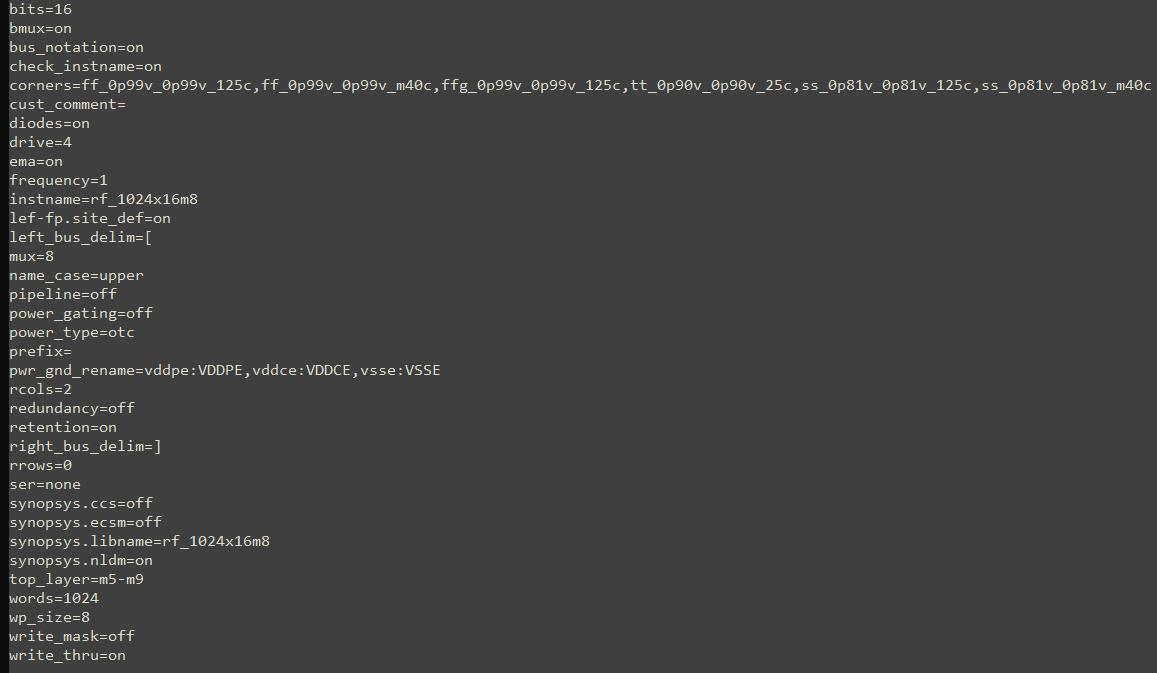 bits=16
bmux=on
bus_notation=on
check_instname=on
corners=ff_0p99v_0p99v_125c,ff_0p99v_0p99v_m40c,ffg_0p99v_0p99v_125c,tt_0p90v_0p90v_25c,ss_0p81v_0p81v_125c,ss_0p81v_0p81v_m40c
cust_comment=
diodes=on
drive=4
ema=on
frequency=1
instname=rf_1024x16m8
lef-fp.site_def=on
left_bus_delim=[
mux=8
name_case=upper
pipeline=off
power_gating=off
power_type=otc
prefix=
pwr_gnd_rename=vddpe:VDDPE,vddce:VDDCE,vsse:VSSE
rcols=2
redundancy=off
retention=on
right_bus_delim=]
rrows=0
ser=none
synopsys.ccs=off
synopsys.ecsm=off
synopsys.libname=rf_1024x16m8
synopsys.nldm=on
top_layer=m5-m9
words=1024
wp_size=8
write_mask=off
write_thru=on